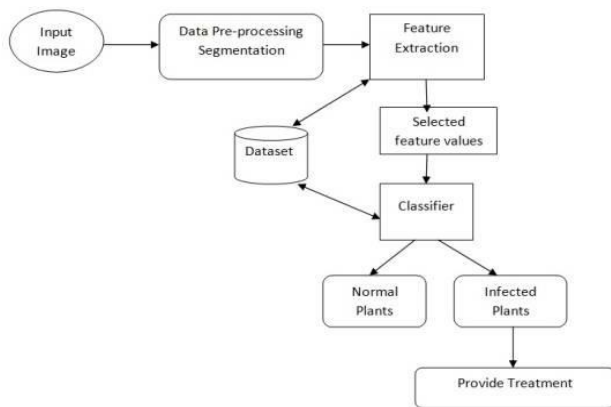 Input
Image
Data Pre-processing
Segmentation
Feature
Extraction
Selected
feature values
Dataset
Classifier
Normal
Plants
Infected
Plants
Provide Treatment